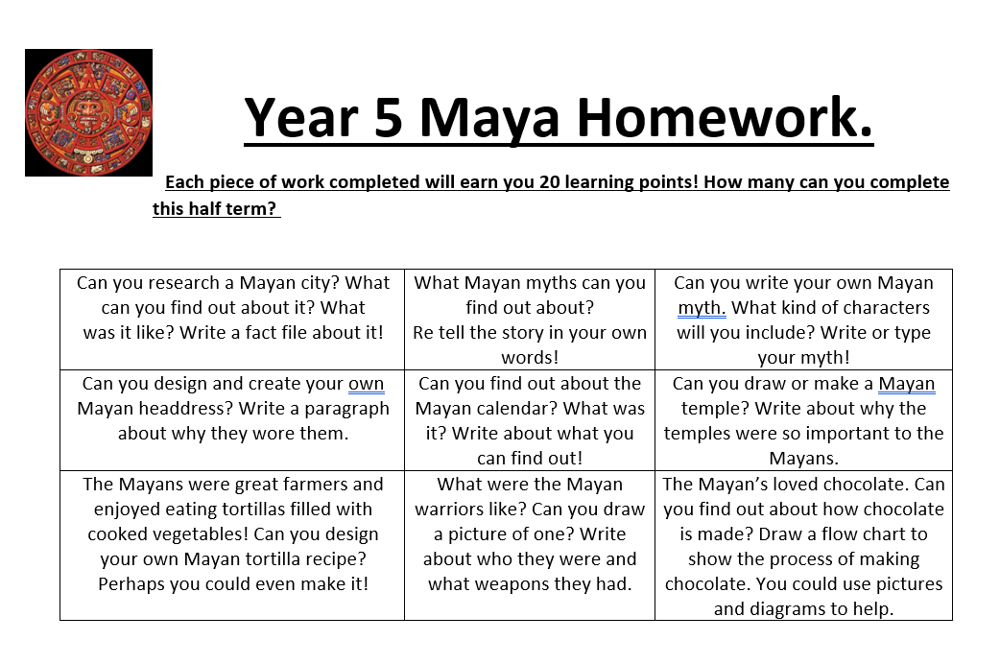 Year 5 Maya Homework.
Each piece of work completed will earn you 20 learning points! How many can you complete
this half term?
Can you research a Mayan city? What
can you find out about it? What
was it like? Write a fact file about it!
What Mayan myths can you
find out about?
Re tell the story in your own
words!
Can you write your own Mayan
myth. What kind of characters
will you include? Write or type
your myth!
Can you design and create your own
Mayan headdress? Write a paragraph
about why they wore them.
Can you find out about the
Mayan calendar? What was
it? Write about what you
can find out!
Can you draw or make a Mayan
temple? Write about why the
temples were so important to the
Mayans.
The Mayans were great farmers and
enjoyed eating tortillas filled with
cooked vegetables! Can you design
your own Mayan tortilla recipe?
Perhaps you could even make it!
What were the Mayan
warriors like? Can you draw
a picture of one? Write
about who they were and
what weapons they had.
The Mayan’s loved chocolate. Can
you find out about how chocolate
is made? Draw a flow chart to
show the process of making
chocolate. You could use pictures
and diagrams to help.